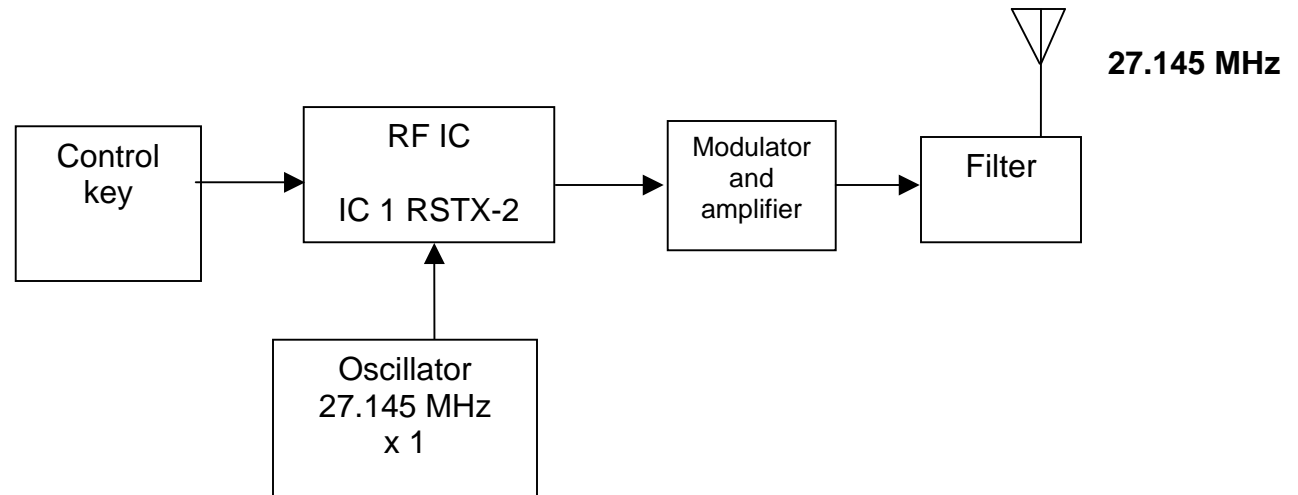 27.145 MHz
Control
key
RF IC
IC 1 RSTX-2
Modulator
and
amplifier
Filter
Oscillator
27.145 MHz
x 1